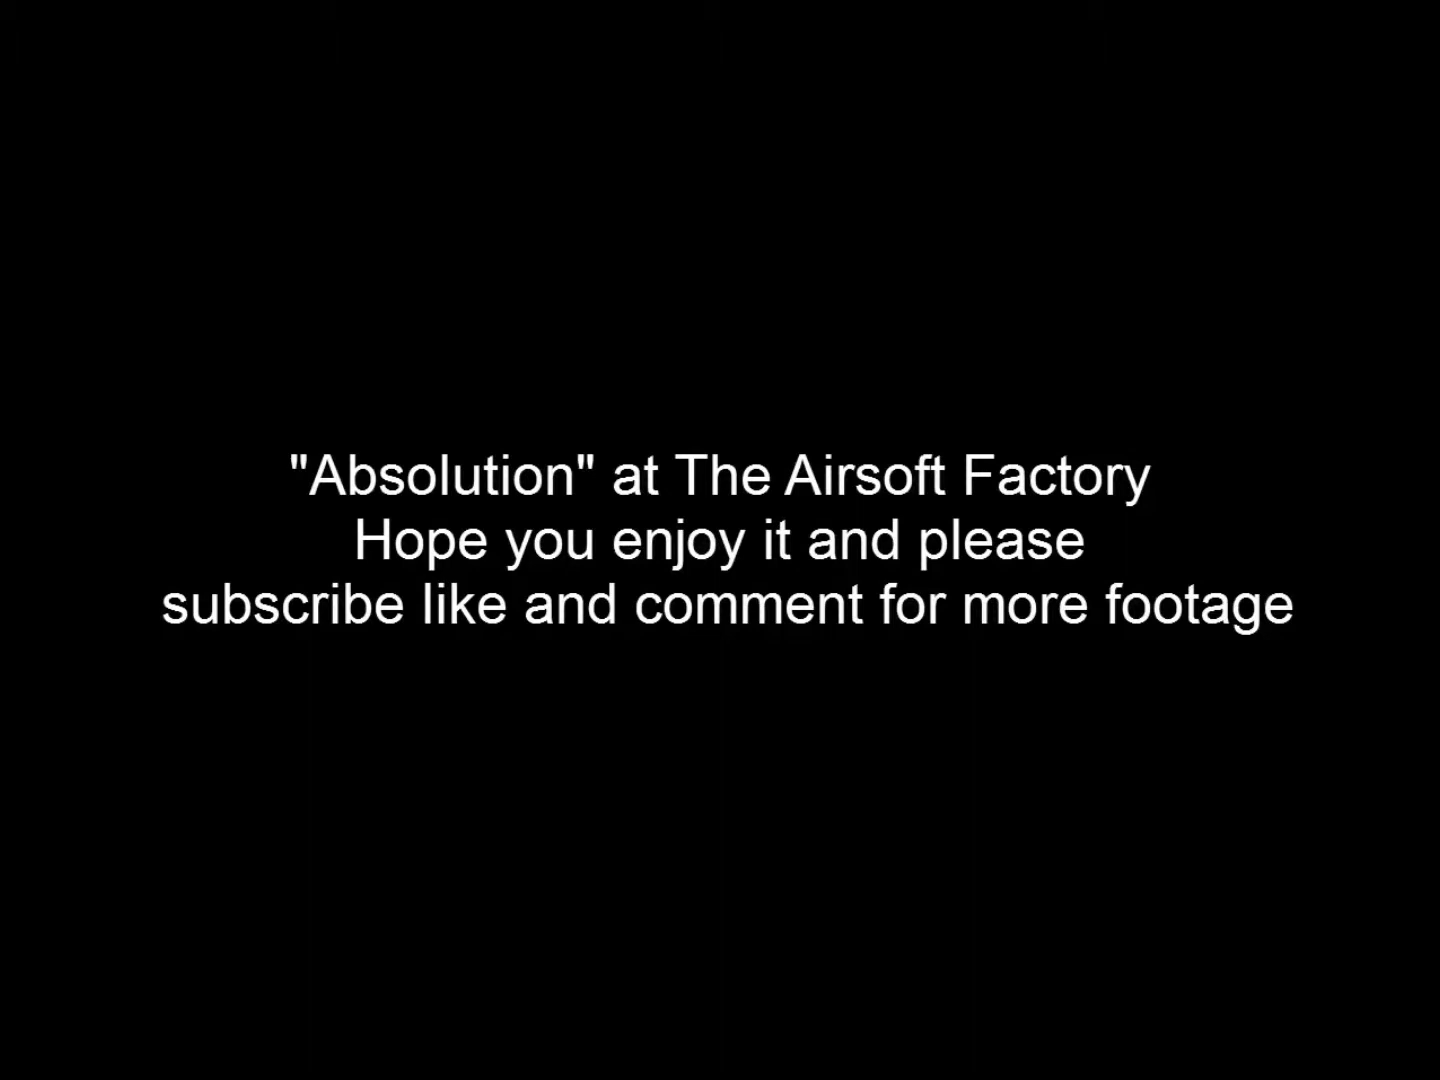 "Absolution" at The Airsoft Factory
Hope you enjoy it and please
subscribe like and comment for more footage